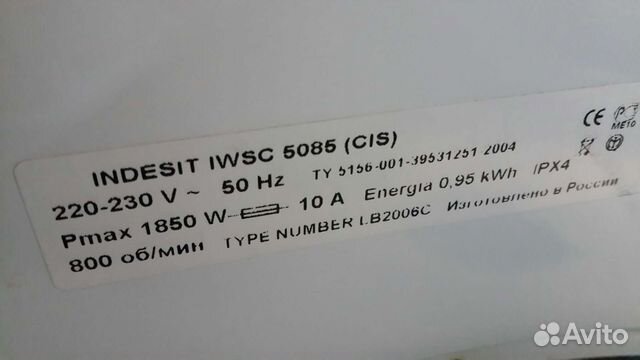 INDESIT IWSC 5085 (CIS)
220-230 V ~ 50 Hz ТУ 5156-001-39531251 2004
Pmax 1850 W 10 A Energia 0,95 kWh IPX4
800 об/мин TYPE NUMBER LB2006C Изготовлено в России
CE
ME10
Avito